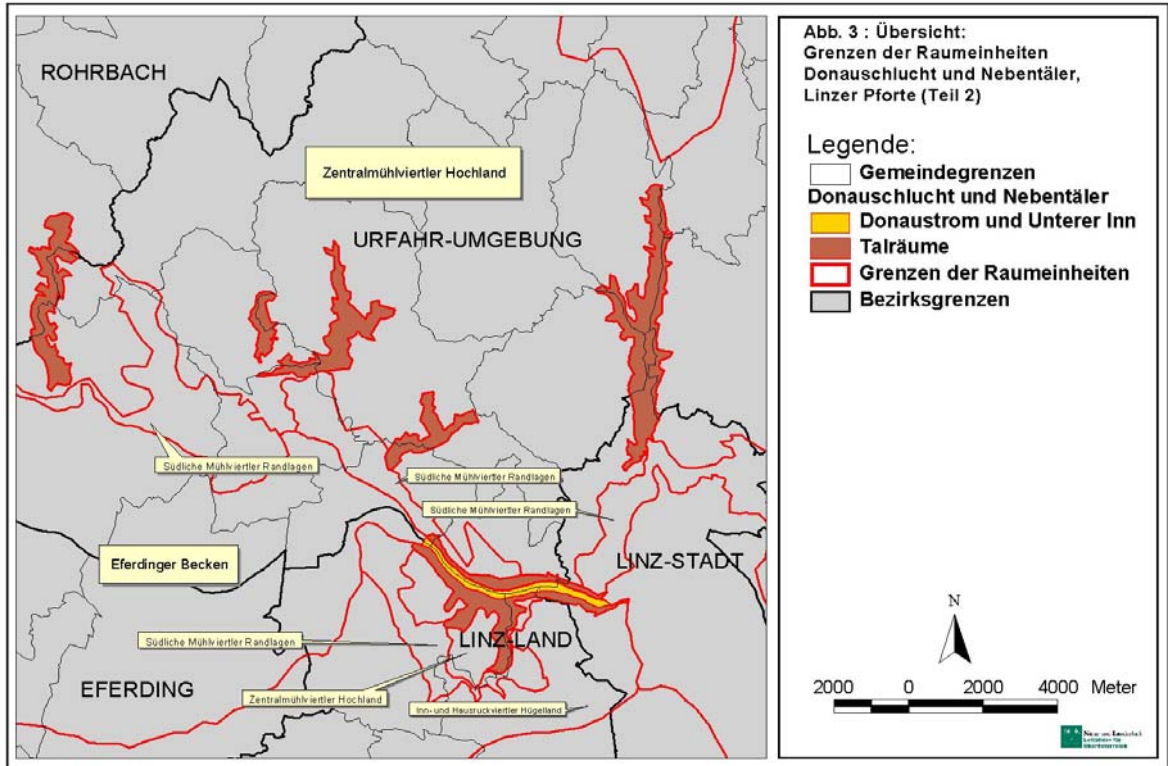 ROHRBACH
Zentralmühlviertler Hochland
URFAHR-UMGEBUNG
Südliche Mühlviertler Randlagen
Südliche Mühlviertler Randlagen
Südliche Mühlviertler Randlagen
Eferdinger Becken
LINZ-STADT
Südliche Mühlviertler Randlagen
LINZ-LAND
EFERDING
Zentralmühlviertler Hochland
Inn- und Hausruckviertler Hügelland
Abb. 3 : Übersicht:
Grenzen der Raumeinheiten
Donauschlucht und Nebentäler,
Linzer Pforte (Teil 2)
Legende:
Gemeindegrenzen
Donauschlucht und Nebentäler
Donaustrom und Unterer Inn
Talräume
Grenzen der Raumeinheiten
Bezirksgrenzen
N
2000 0 2000 4000 Meter